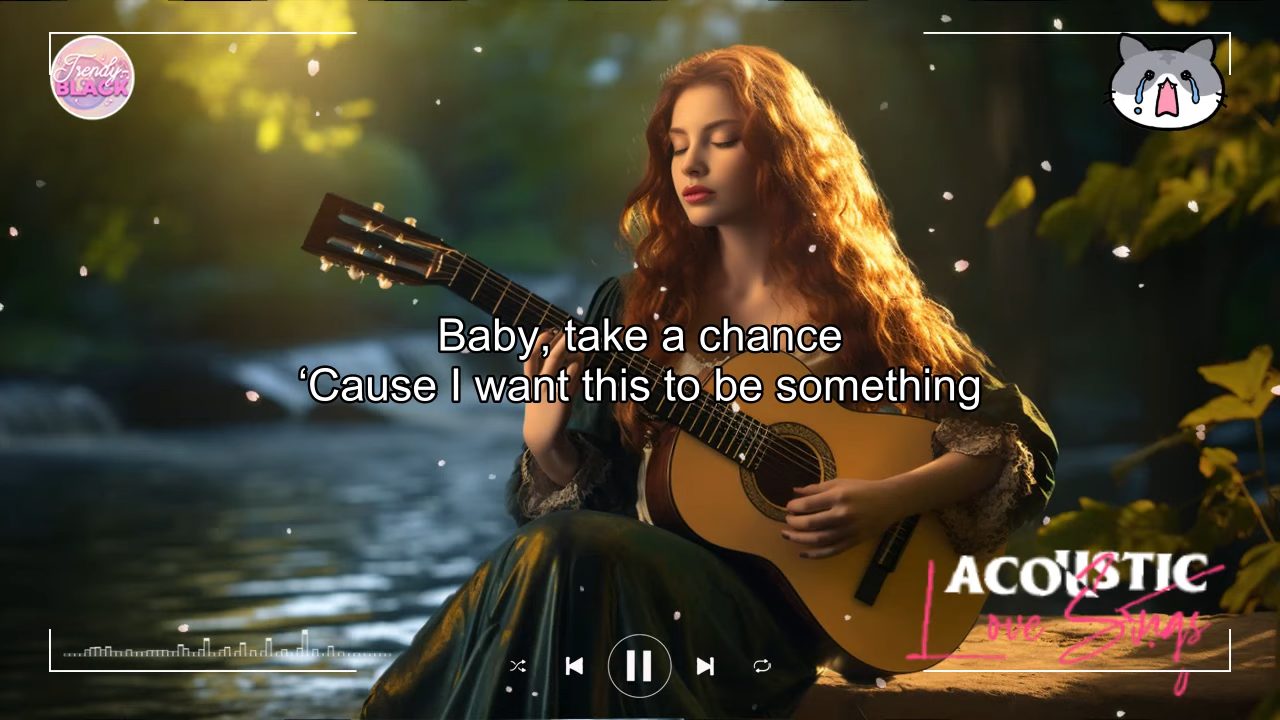 Trendy
BLACK
Baby, take a chance
‘Cause I want this to be something
ACOUSTIC
Love Songs